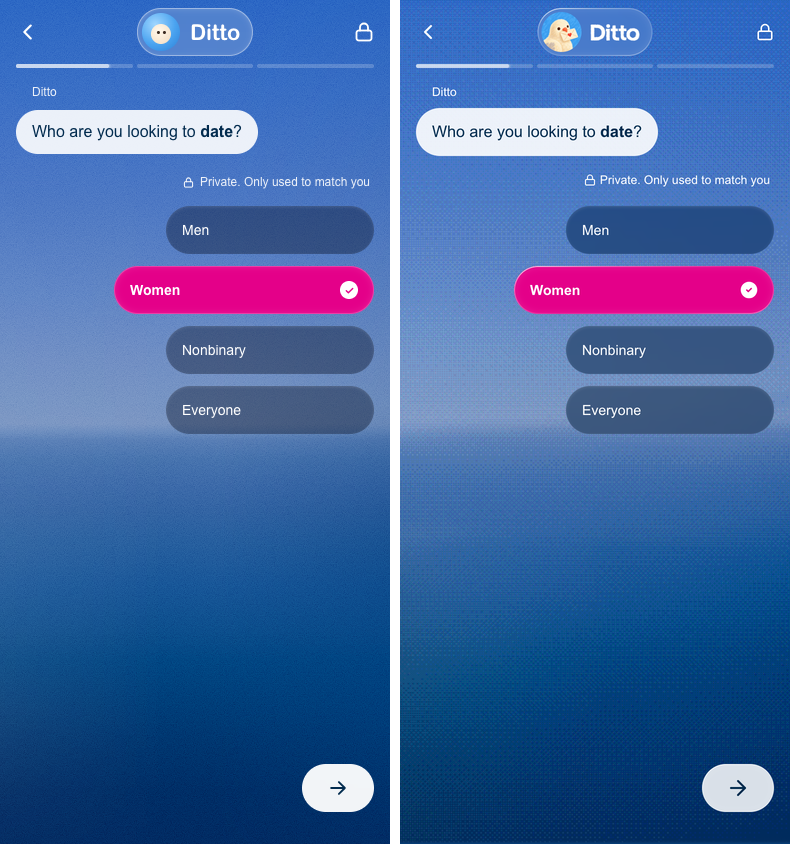 Ditto
Ditto
Who are you looking to date?
Private. Only used to match you
Men
Women
Nonbinary
Everyone
Ditto
Ditto
Who are you looking to date?
Private. Only used to match you
Men
Women
Nonbinary
Everyone